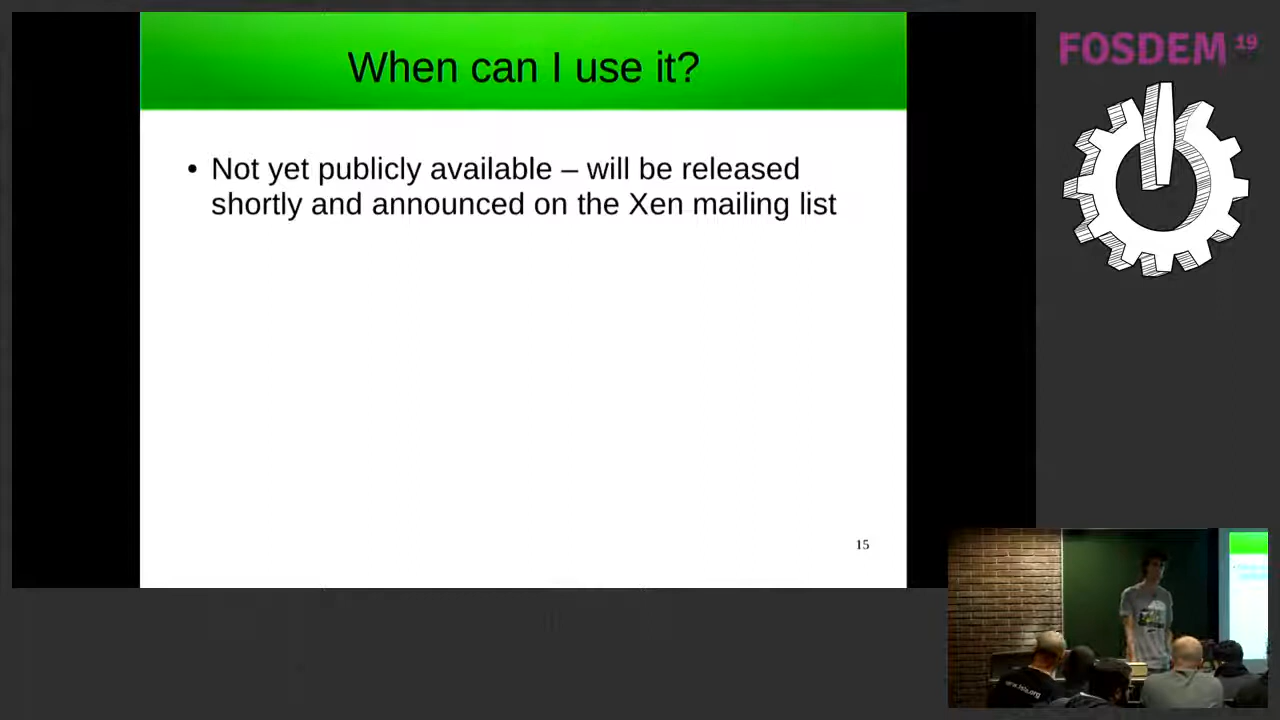 When can I use it?
• Not yet publicly available – will be released
shortly and announced on the Xen mailing list
15
FOSDEM 19